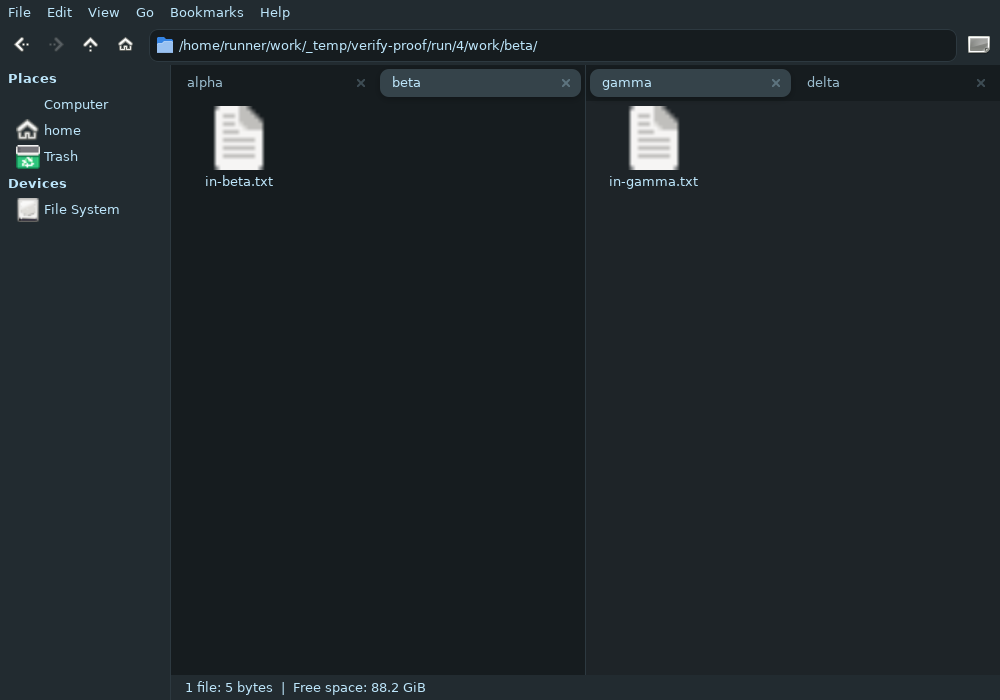 File Edit View Go Bookmarks Help
/home/runner/work/_temp/verify-proof/run/4/work/beta/
Places
Computer
home
Trash
Devices
File System
alpha
beta
gamma
delta
in-beta.txt
in-gamma.txt
1 file: 5 bytes | Free space: 88.2 GiB